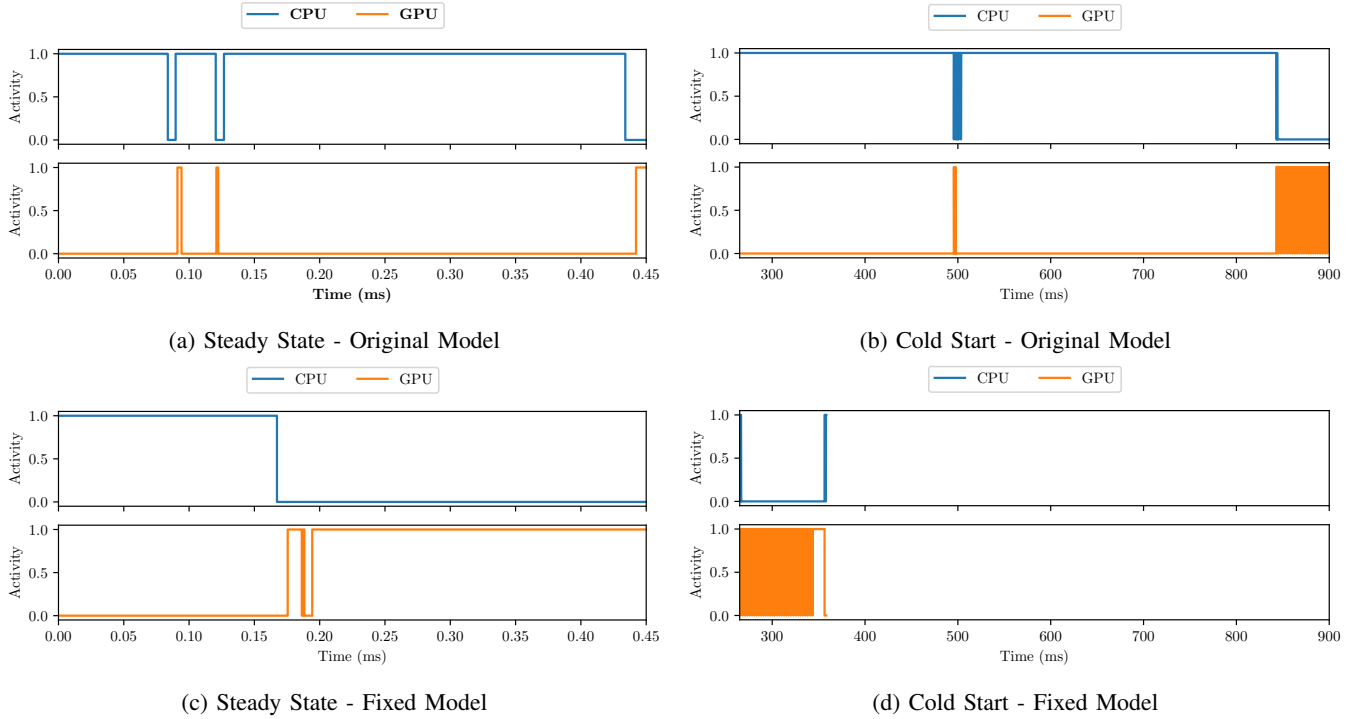 CPU GPU
CPU GPU
1.0
0.5
0.0
Activity
1.0
0.5
0.0
Activity
0.00 0.05 0.10 0.15 0.20 0.25 0.30 0.35 0.40 0.45
Time (ms)
(a) Steady State - Original Model
1.0
0.5
0.0
Activity
1.0
0.5
0.0
Activity
300 400 500 600 700 800 900
Time (ms)
(b) Cold Start - Original Model
CPU GPU
1.0
0.5
0.0
Activity
1.0
0.5
0.0
Activity
0.00 0.05 0.10 0.15 0.20 0.25 0.30 0.35 0.40 0.45
Time (ms)
(c) Steady State - Fixed Model
CPU GPU
1.0
0.5
0.0
Activity
1.0
0.5
0.0
Activity
300 400 500 600 700 800 900
Time (ms)
(d) Cold Start - Fixed Model